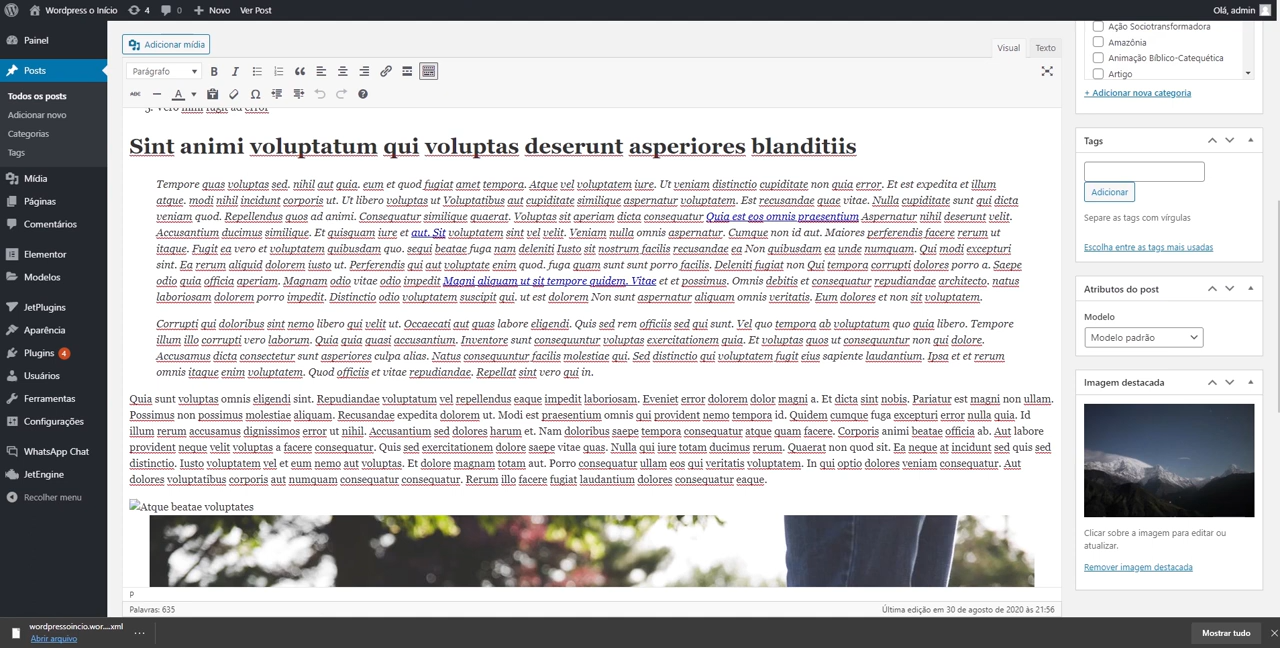 Wordpress o Início
4
0
Novo
Ver Post
Olá, admin
Painel
Posts
Todos os posts
Adicionar novo
Categorias
Tags
Mídia
Páginas
Comentários
Elementor
Modelos
JetPlugins
Aparência
Plugins 4
Usuários
Ferramentas
Configurações
WhatsApp Chat
JetEngine
Recolher menu
Adicionar mídia
Visual
Texto
Parágrafo
B
I
ABC
A
Sint animi voluptatum qui voluptas deserunt asperiores blanditiis
Tempore quas voluptas sed. nihil aut quia. eum et quod fugiat amet tempora. Atque vel voluptatem iure. Ut veniam distinctio cupiditate non quia error. Et est expedita et illum
atque. modi nihil incidunt corporis ut. Ut libero voluptas ut Voluptatibus aut cupiditate similique aspernatur voluptatem. Est recusandae quae vitae. Nulla cupiditate sunt qui dicta
veniam quod. Repellendus quos ad animi. Consequatur similique quaerat. Voluptas sit aperiam dicta consequatur Quia est eos omnis praesentium Aspernatur nihil deserunt velit.
Accusantium ducimus similique. Et quisquam iure et aut. Sit voluptatem sint vel velit. Veniam nulla omnis aspernatur. Cumque non id aut. Maiores perferendis facere rerum ut
itaque. Fugit ea vero et voluptatem quibusdam quo. sequi beatae fuga nam deleniti Iusto sit nostrum facilis recusandae ea Non quibusdam ea unde numquam. Qui modi excepturi
sint. Ea rerum aliquid dolorem iusto ut. Perferendis qui aut voluptate enim quod. fuga quam sunt sunt porro facilis. Deleniti fugiat non Qui tempora corrupti dolores porro a. Saepe
odio quia officia aperiam. Magnam odio vitae odio impedit Magni aliquam ut sit tempore quidem. Vitae et et possimus. Omnis debitis et consequatur repudiandae architecto. natus
laboriosam dolorem porro impedit. Distinctio odio voluptatem suscipit qui. ut est dolorem Non sunt aspernatur aliquam omnis veritatis. Eum dolores et non sit voluptatem.
Corrupti qui doloribus sint nemo libero qui velit ut. Occaecati aut quas labore eligendi. Quis sed rem officiis sed qui sunt. Vel quo tempora ab voluptatum quo quia libero. Tempore
illum illo corrupti vero laborum. Quia quia quasi accusantium. Inventore sunt consequuntur voluptas exercitationem quia. Et voluptas quos ut consequuntur non qui dolore.
Accusamus dicta consectetur sunt asperiores culpa alias. Natus consequuntur facilis molestiae qui. Sed distinctio qui voluptatem fugit eius sapiente laudantium. Ipsa et et rerum
omnis itaque enim voluptatem. Quod officiis et vitae repudiandae. Repellat sint vero qui in.
Quia sunt voluptas omnis eligendi sint. Repudiandae voluptatum vel repellendus eaque impedit laboriosam. Eveniet error dolorem dolor magni a. Et dicta sint nobis. Pariatur est magni non ullam.
Possimus non possimus molestiae aliquam. Recusandae expedita dolorem ut. Modi est praesentium omnis qui provident nemo tempora id. Quidem cumque fuga excepturi error nulla quia. Id
illum rerum accusamus dignissimos error ut nihil. Accusantium sed dolores harum et. Nam doloribus saepe tempora consequatur atque quam facere. Corporis animi beatae officia ab. Aut labore
provident neque velit voluptas a facere consequatur. Quis sed exercitationem dolore saepe vitae quas. Nulla qui iure totam ducimus rerum. Quaerat non quod sit. Ea neque at incidunt sed quis sed
distinctio. Iusto voluptatem vel et eum nemo aut voluptas. Et dolore magnam totam aut. Porro consequatur ullam eos qui veritatis voluptatem. In qui optio dolores veniam consequatur. Aut
dolores voluptatibus corporis aut numquam consequatur consequatur. Rerum illo facere fugiat laudantium dolores consequatur eaque.
Atque beatae voluptates
p
Palavras: 635
Última edição em 30 de agosto de 2020 às 21:56
Ação Sociotransformadora
Amazônia
Animação Bíblico-Catequética
Artigo
+ Adicionar nova categoria
Tags
Adicionar
Separe as tags com vírgulas
Escolha entre as tags mais usadas
Atributos do post
Modelo
Modelo padrão
Imagem destacada
Clicar sobre a imagem para editar ou
atualizar.
Remover imagem destacada
wordpressoincio.wor....xml
Abrir arquivo
...
Mostrar tudo